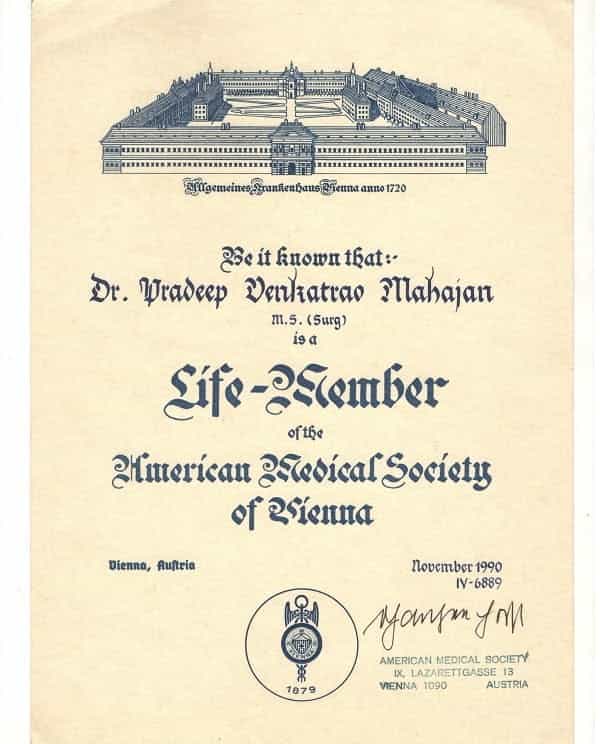 Allgemeines Krankenhaus Vienna anno 1720
Be it known that:-
Dr. Pradeep Venkatrao Mahajan
M.S. (Surg)
is a
Life-Member
of the
American Medical Society
of Vienna
Vienna, Austria
November 1990
IV-6889
1879
AMERICAN MEDICAL SOCIETY
IX, LAZARETTGASSE 13
VIENNA 1090 AUSTRIA